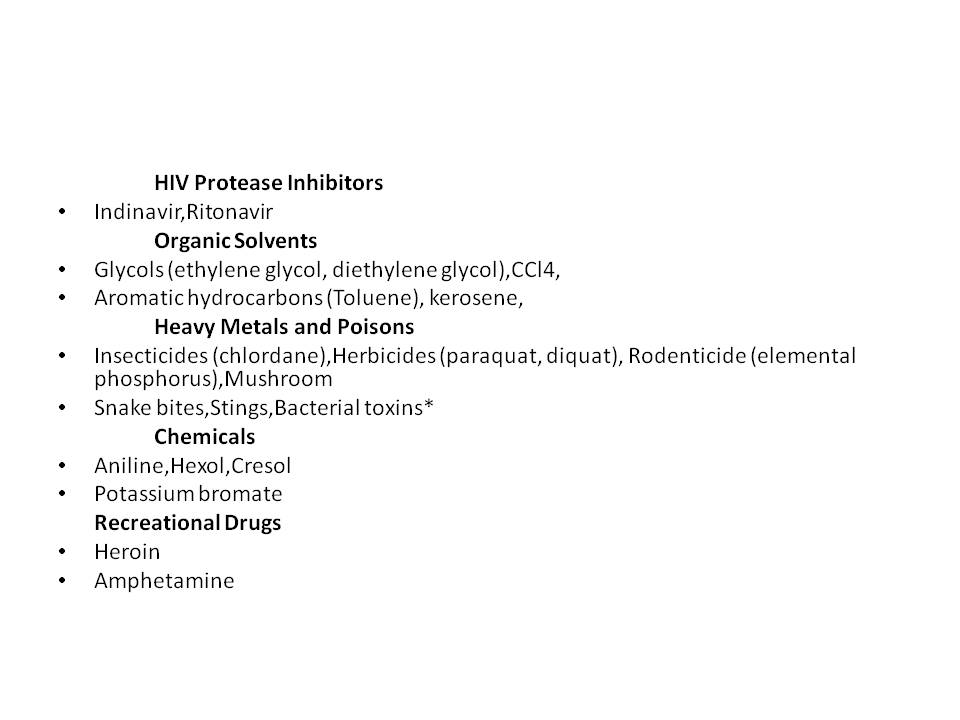 HIV Protease Inhibitors
• Indinavir,Ritonavir
Organic Solvents
• Glycols (ethylene glycol, diethylene glycol),CCl4,
• Aromatic hydrocarbons (Toluene), kerosene,
Heavy Metals and Poisons
• Insecticides (chlordane),Herbicides (paraquat, diquat), Rodenticide (elemental
phosphorus),Mushroom
• Snake bites,Stings,Bacterial toxins*
Chemicals
• Aniline,Hexol,Cresol
• Potassium bromate
Recreational Drugs
• Heroin
• Amphetamine